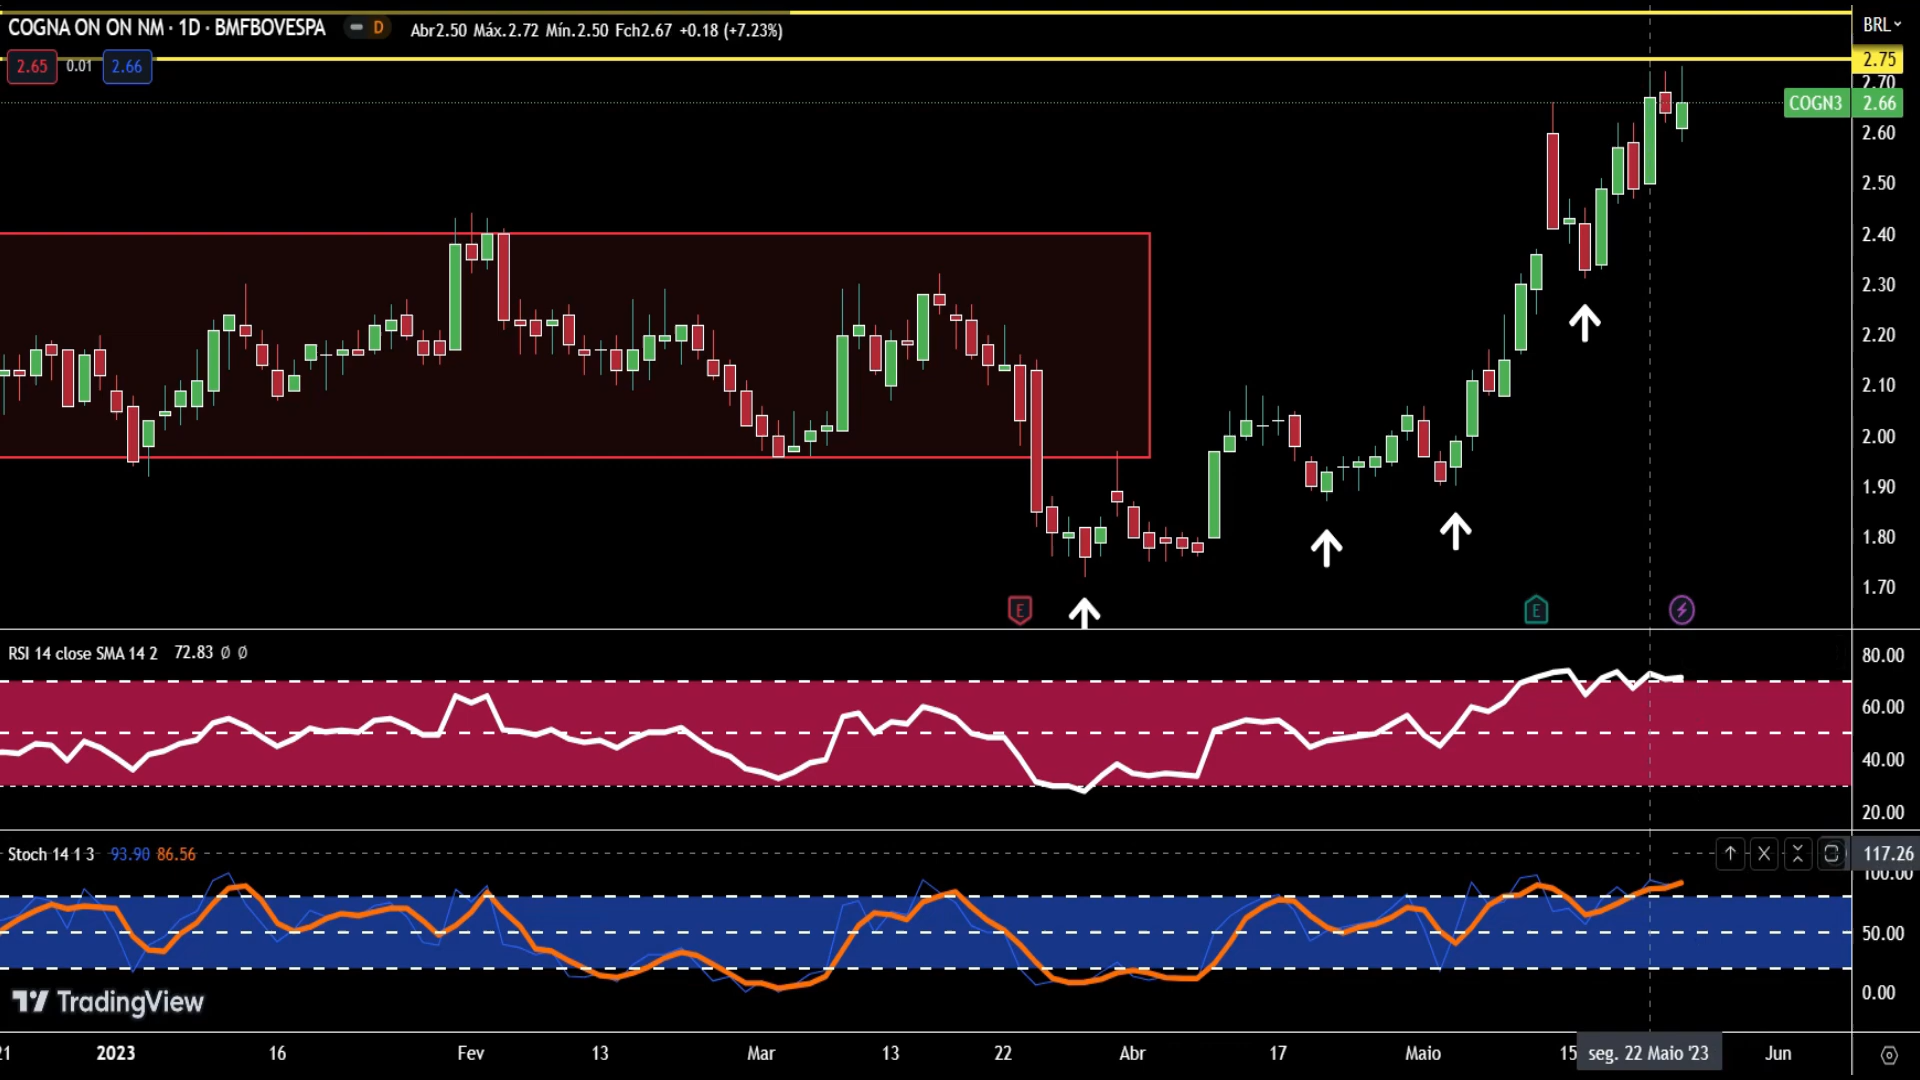 COGNA ON ON NM · 1D · BMFBOVESPA D Abr2.50 Máx.2.72 Mín.2.50 Fch2.67 +0.18 (+7.23%)
BRL
2.65 0.01 2.66
2.75
2.70
COGN3 2.66
2.60
2.50
2.40
2.30
2.20
2.10
2.00
1.90
1.80
1.70
E E
RSI 14 close SMA 14 2 72.83 Ø Ø
80.00
60.00
40.00
20.00
Stoch 14 1 3 93.90 86.56
117.26
100.00
50.00
0.00
TradingView
21 2023 16 Fev 13 Mar 13 22 Abr 17 Maio 15 seg. 22 Maio '23 Jun